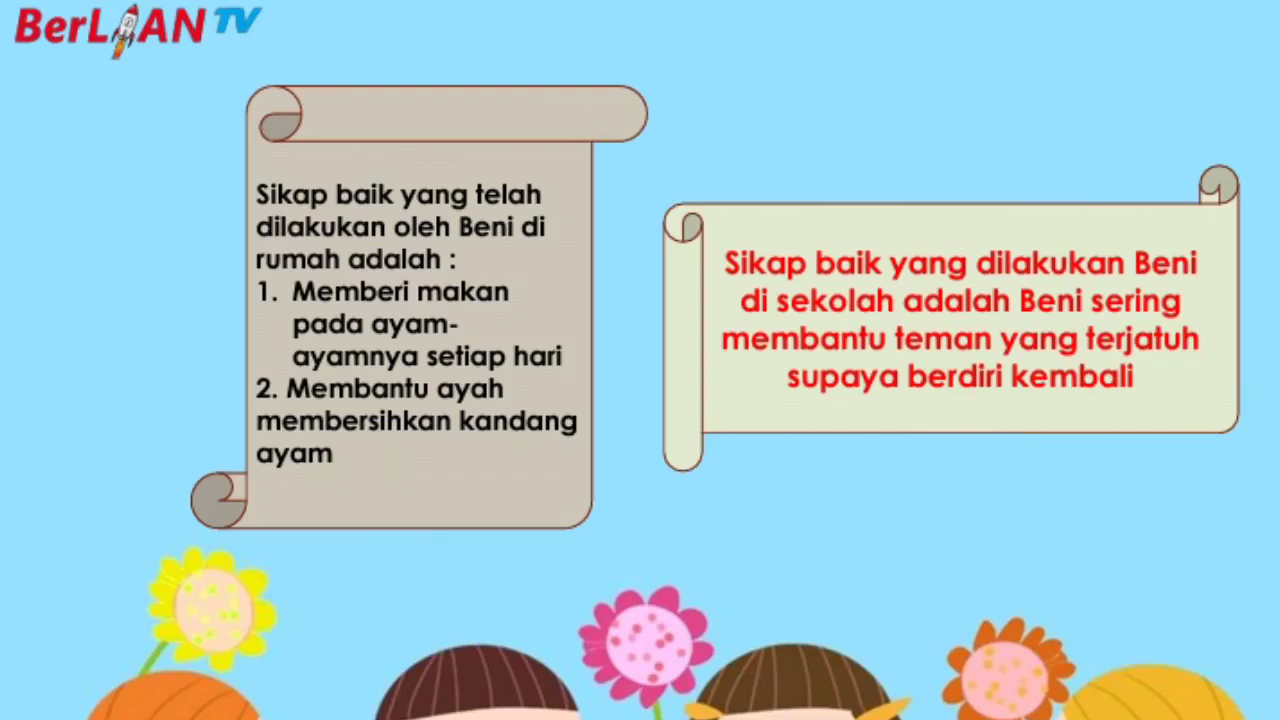 BerLIAN TV
Sikap baik yang telah
dilakukan oleh Beni di
rumah adalah :
1. Memberi makan
pada ayam-
ayamnya setiap hari
2. Membantu ayah
membersihkan kandang
ayam
Sikap baik yang dilakukan Beni
di sekolah adalah Beni sering
membantu teman yang terjatuh
supaya berdiri kembali